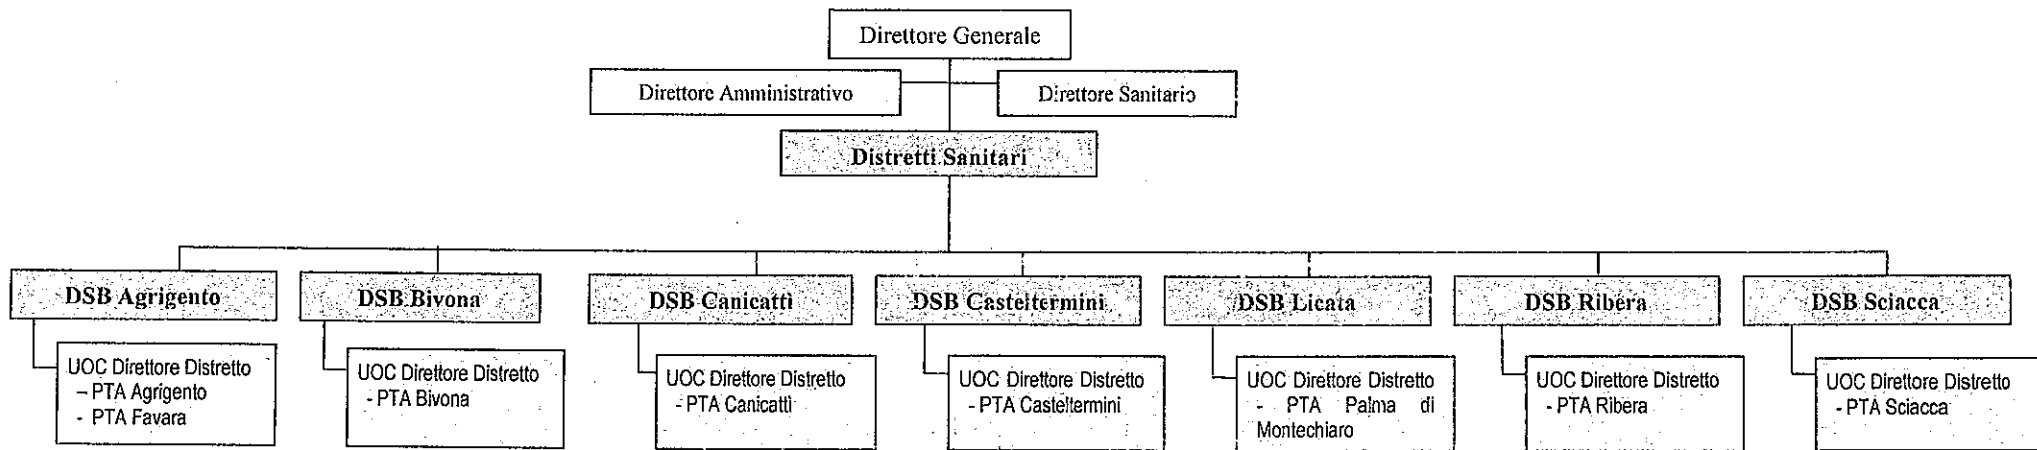 Direttore Generale
Direttore Amministrativo
Direttore Sanitario
Distretti Sanitari
DSB Agrigento
DSB Bivona
DSB Canicattì
DSB Casteltermini
DSB Licata
DSB Ribera
DSB Sciacca
UOC Direttore Distretto
– PTA Agrigento
- PTA Favara
UOC Direttore Distretto
- PTA Bivona
UOC Direttore Distretto
- PTA Canicattì
UOC Direttore Distretto
- PTA Casteltermini
UOC Direttore Distretto
- PTA Palma di
Montechiaro
UOC Direttore Distretto
- PTA Ribera
UOC Direttore Distretto
- PTA Sciacca